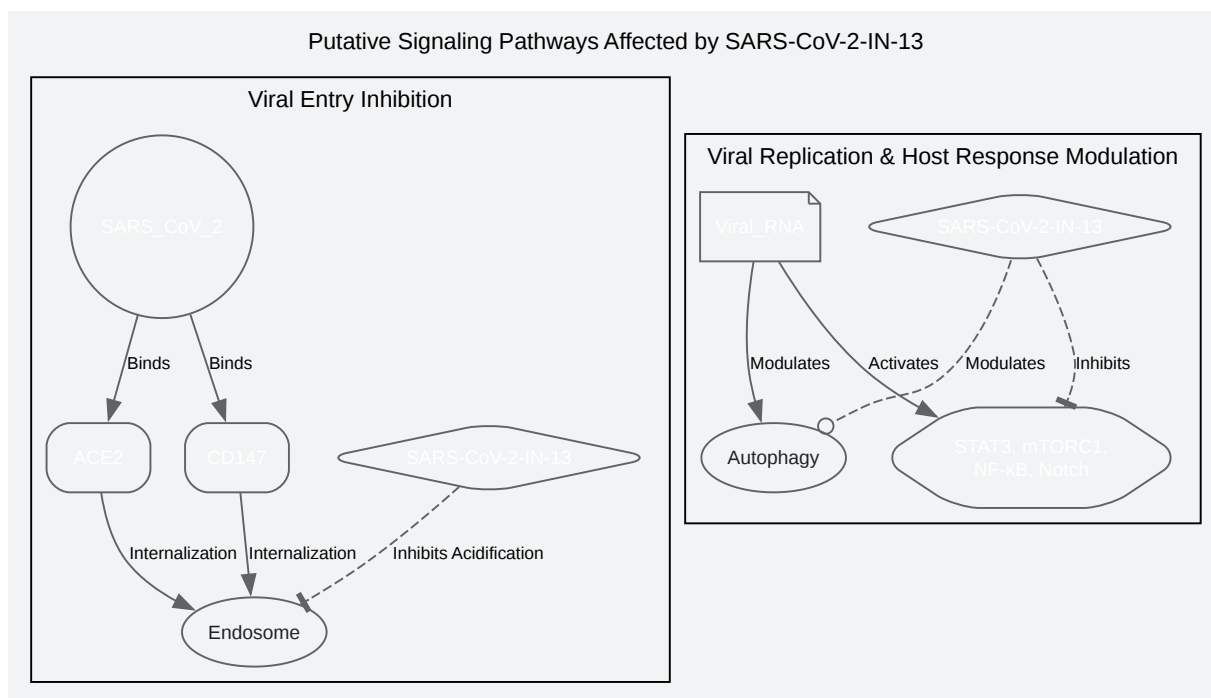 Putative Signaling Pathways Affected by SARS-CoV-2-IN-13
Viral Entry Inhibition
SARS_CoV_2
Binds
Binds
ACE2
CD147
SARS-CoV-2-IN-13
Internalization
Internalization
Inhibits Acidification
Endosome
Viral Replication & Host Response Modulation
Viral_RNA
SARS-CoV-2-IN-13
Modulates
Activates
Modulates
Inhibits
Autophagy
STAT3, mTORC1,
NF-κB, Notch